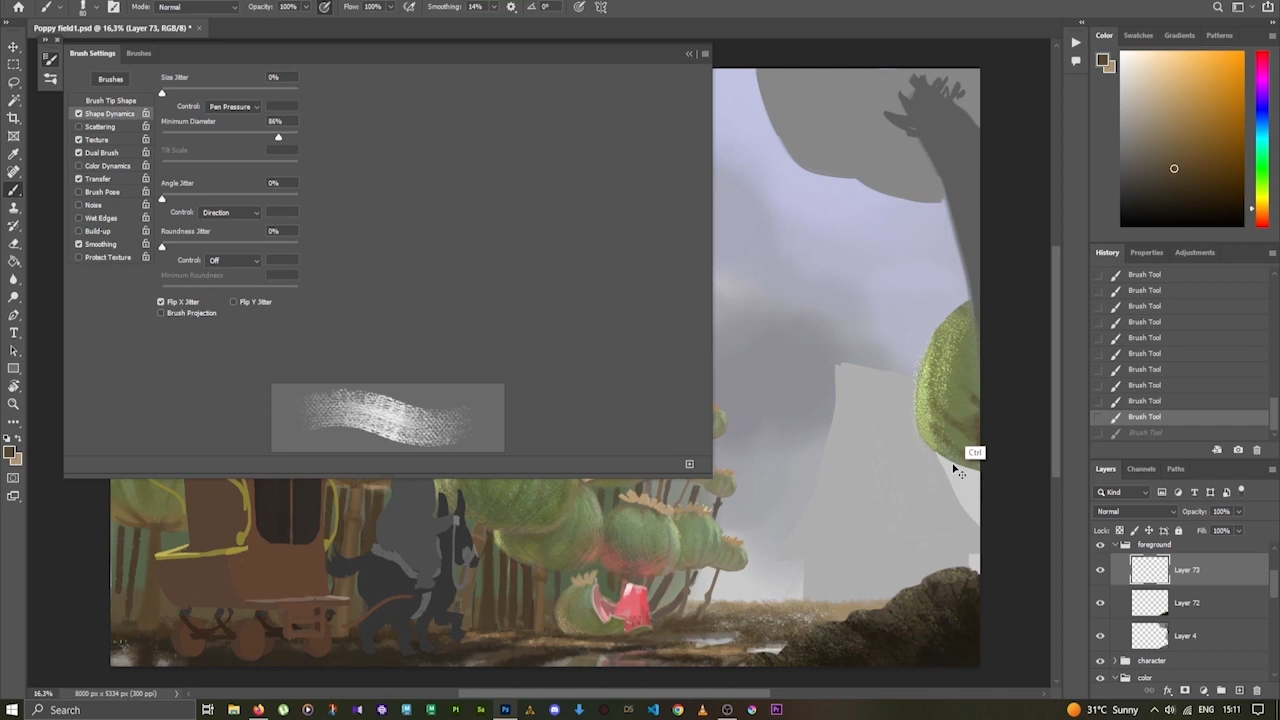 Mode: Normal Opacity: 100% Flow: 100% Smoothing: 14% 0°
80
Poppy field1.psd @ 16,3% (Layer 73, RGB/8) *
Brush Settings Brushes
Brushes
Brush Tip Shape
Shape Dynamics
Scattering
Texture
Dual Brush
Color Dynamics
Transfer
Brush Pose
Noise
Wet Edges
Build-up
Smoothing
Protect Texture
Size Jitter 0%
Control: Pen Pressure
Minimum Diameter 86%
Tilt Scale
Angle Jitter 0%
Control: Direction
Roundness Jitter 0%
Control: Off
Minimum Roundness
Flip X Jitter Flip Y Jitter
Brush Projection
Ctrl
Color Swatches Gradients Patterns
History Properties Adjustments
Brush Tool
Brush Tool
Brush Tool
Brush Tool
Brush Tool
Brush Tool
Brush Tool
Brush Tool
Brush Tool
Brush Tool
Brush Tool
Layers Channels Paths
Kind
Normal Opacity: 100%
Lock: Fill: 100%
foreground
Layer 73
Layer 72
Layer 4
character
color
16.3% 8000 px x 5334 px (300 ppi)
Search
31°C Sunny ENG 15:11